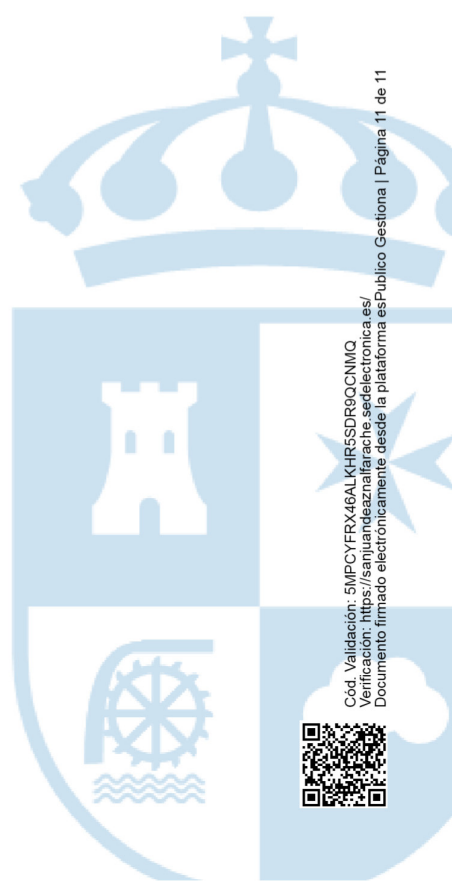 Cód. Validación: 5MPCYFRX46ALKHR5SDR9QCNMQ
Verificación: https://sanjuandeaznalfarache.sedelectronica.es/
Documento firmado electrónicamente desde la plataforma esPublico Gestiona | Página 11 de 11